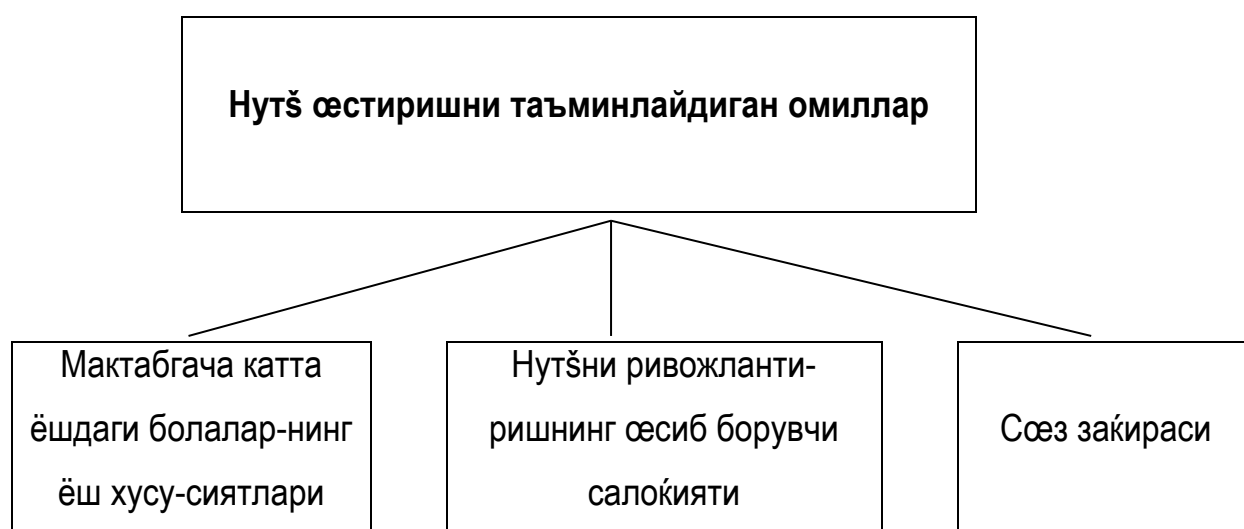 Нутš œстиришни таъминлайдиган омиллар
Мактабгача катта
ёшдаги болалар-нинг
ёш хусу-сиятлари
Нутšни ривожланти-
ришнинг œсиб борувчи
салоќияти
Сœз заќираси